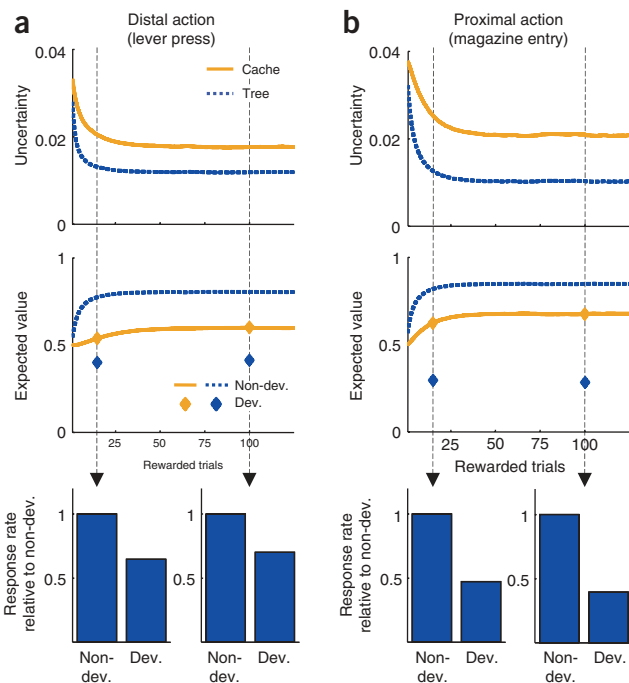 a
Distal action
(lever press)
0.04
0.02
0
Uncertainty
Cache
Tree
1
0.5
0
Expected value
Non-dev.
Dev.
25
50
75
100
Rewarded trials
Response rate
relative to non-dev.
1
0.5
Non-
dev.
Dev.
1
0.5
Non-
dev.
Dev.
b
Proximal action
(magazine entry)
0.04
0.02
0
Uncertainty
1
0.5
0
Expected value
25
50
75
100
Rewarded trials
Response rate
relative to non-dev.
1
0.5
Non-
dev.
Dev.
1
0.5
Non-
dev.
Dev.